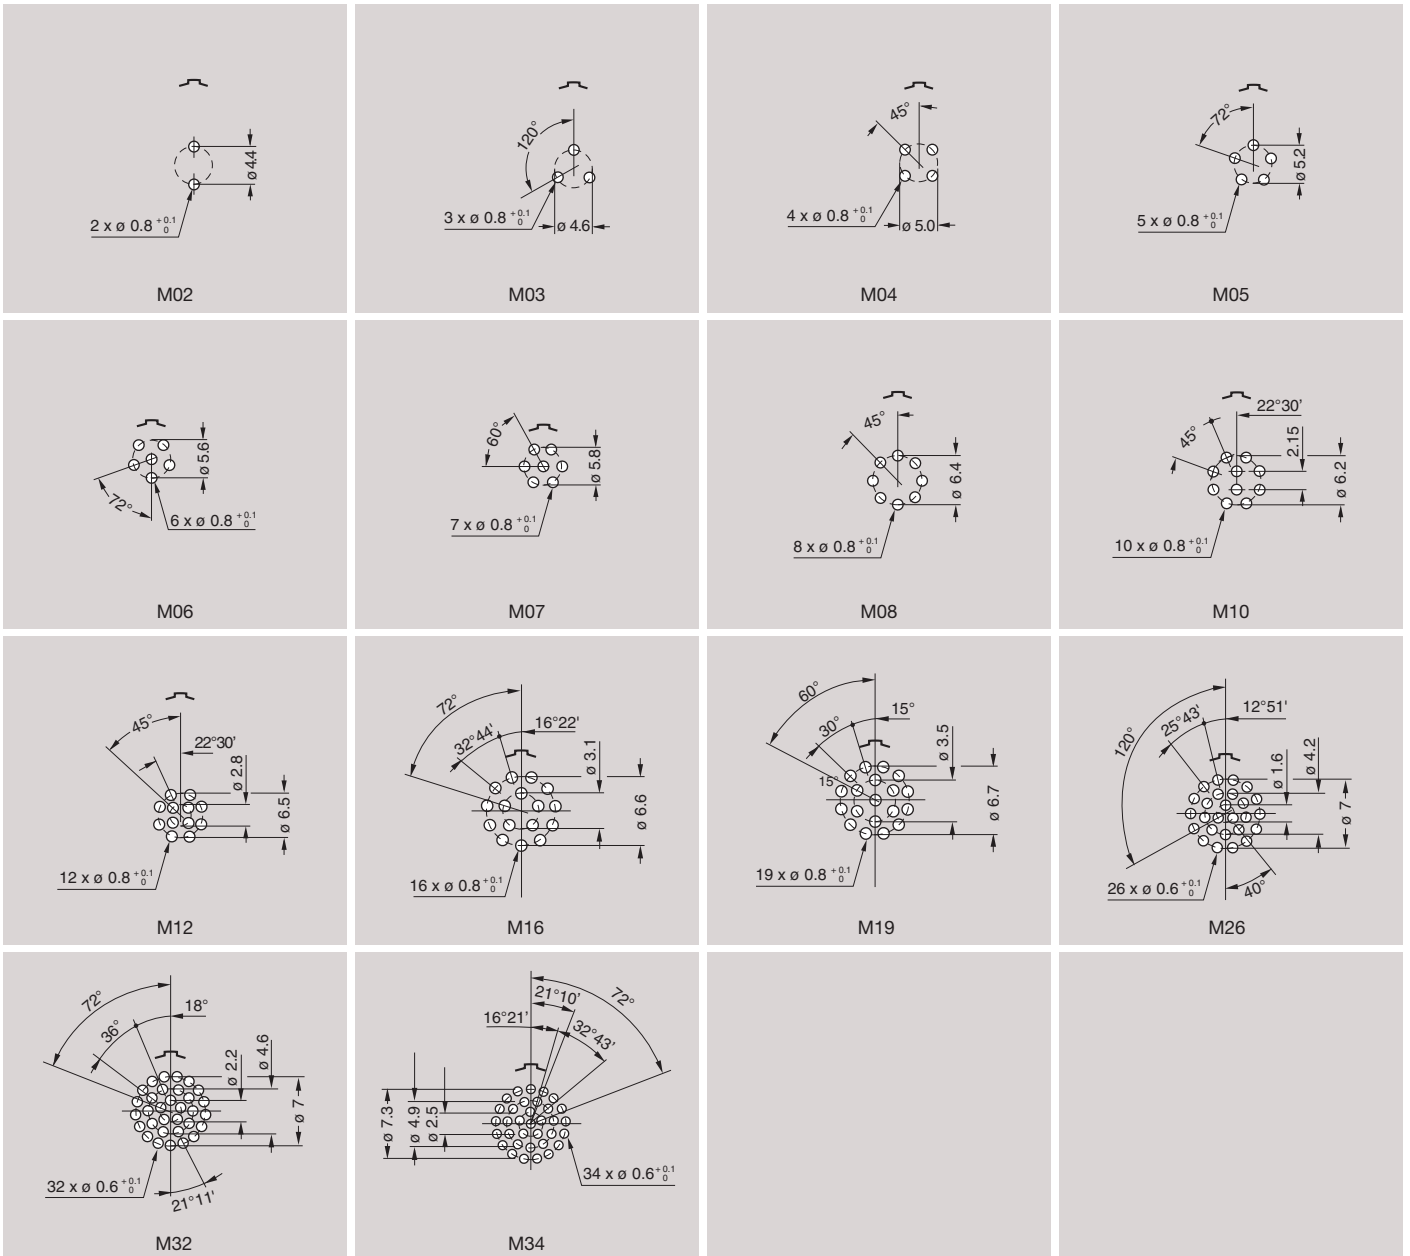 ø 4.4
2 x ø 0.8 +0.1 0
M02
120°
3 x ø 0.8 +0.1 0
ø 4.6
M03
45°
4 x ø 0.8 +0.1 0
ø 5.0
M04
72°
ø 5.2
5 x ø 0.8 +0.1 0
M05
ø 5.6
72°
6 x ø 0.8 +0.1 0
M06
60°
ø 5.8
7 x ø 0.8 +0.1 0
M07
45°
ø 6.4
8 x ø 0.8 +0.1 0
M08
22°30'
45°
2.15
ø 6.2
10 x ø 0.8 +0.1 0
M10
45°
22°30'
ø 2.8
ø 6.5
12 x ø 0.8 +0.1 0
M12
72°
32°44'
16°22'
ø 3.1
ø 6.6
16 x ø 0.8 +0.1 0
M16
60°
30°
15°
15°
ø 3.5
ø 6.7
19 x ø 0.8 +0.1 0
M19
120°
25°43'
12°51'
ø 1.6
ø 4.2
ø 7
26 x ø 0.6 +0.1 0
40°
M26
72°
36°
18°
ø 2.2
ø 4.6
ø 7
32 x ø 0.6 +0.1 0
21°11'
M32
21°10'
72°
16°21'
32°43'
ø 7.3
ø 4.9
ø 2.5
34 x ø 0.6 +0.1 0
M34